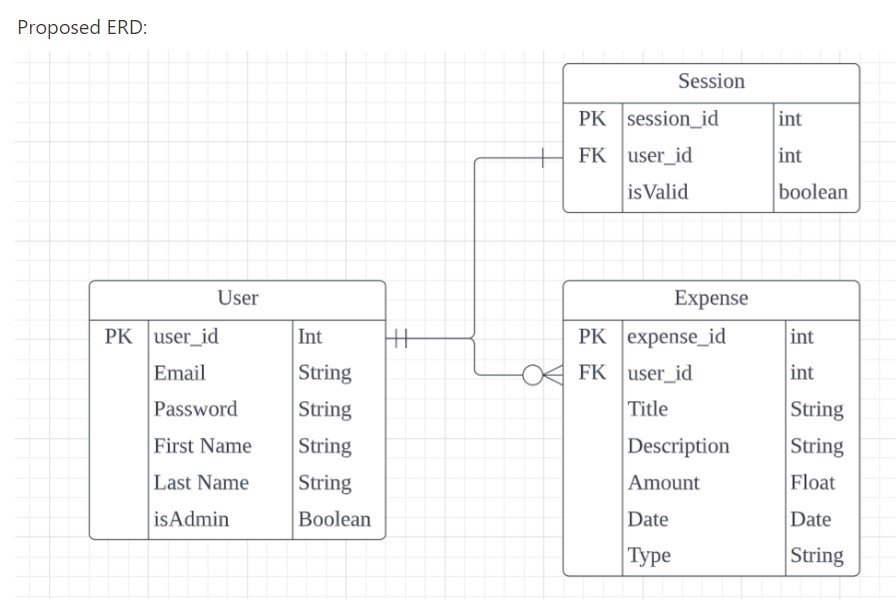 Proposed ERD:
Session
PK session_id int
FK user_id int
isValid boolean
User
PK user_id Int
Email String
Password String
First Name String
Last Name String
isAdmin Boolean
Expense
PK expense_id int
FK user_id int
Title String
Description String
Amount Float
Date Date
Type String